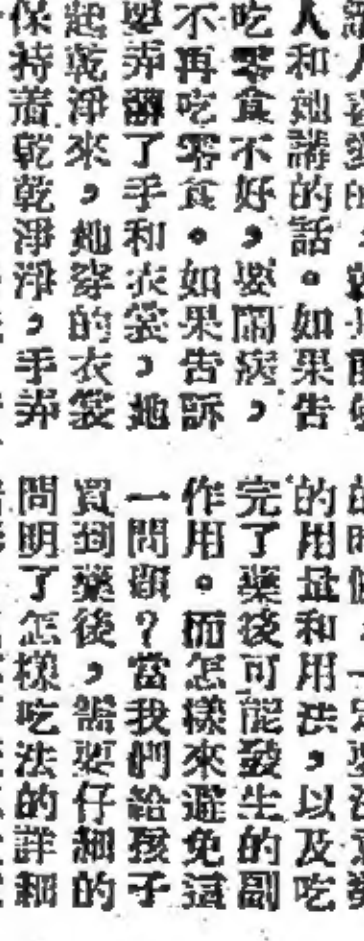 人和她講的話。如果告
吃零食不好，要鬧病，
不再吃零食。如果告訴
要弄髒了手和衣裳，她
起乾淨來，她穿的衣裳
保持着乾乾淨淨，手弄
的用量和用法，以及吃
完了藥後可能發生的副
作用。而怎樣來避免這
一問題？當我們給孩子
買到藥後，需要仔細的
問明了怎樣吃法的詳細